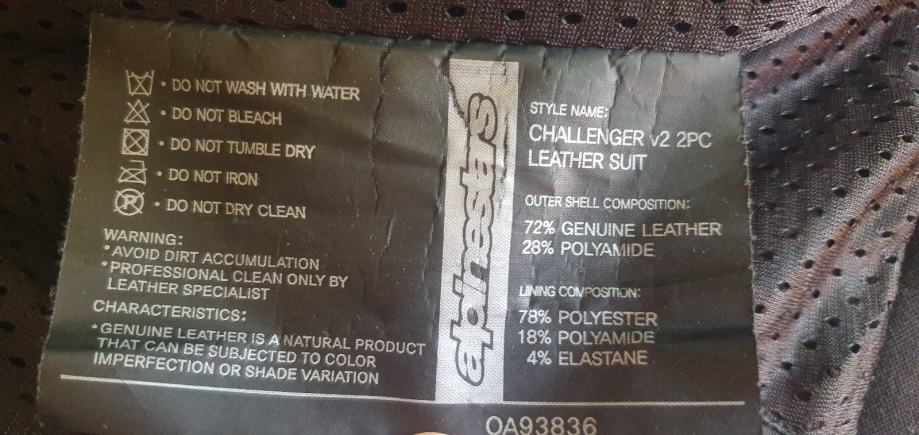 • DO NOT WASH WITH WATER
• DO NOT BLEACH
• DO NOT TUMBLE DRY
• DO NOT IRON
P • DO NOT DRY CLEAN
WARNING:
*AVOID DIRT ACCUMULATION
*PROFESSIONAL CLEAN ONLY BY
LEATHER SPECIALIST
CHARACTERISTICS:
*GENUINE LEATHER IS A NATURAL PRODUCT
THAT CAN BE SUBJECTED TO COLOR
IMPERFECTION OR SHADE VARIATION
alpinestars
STYLE NAME:
CHALLENGER v2 2PC
LEATHER SUIT
OUTER SHELL COMPOSITION:
72% GENUINE LEATHER
28% POLYAMIDE
LINING COMPOSITION:
78% POLYESTER
18% POLYAMIDE
4% ELASTANE
OA93836